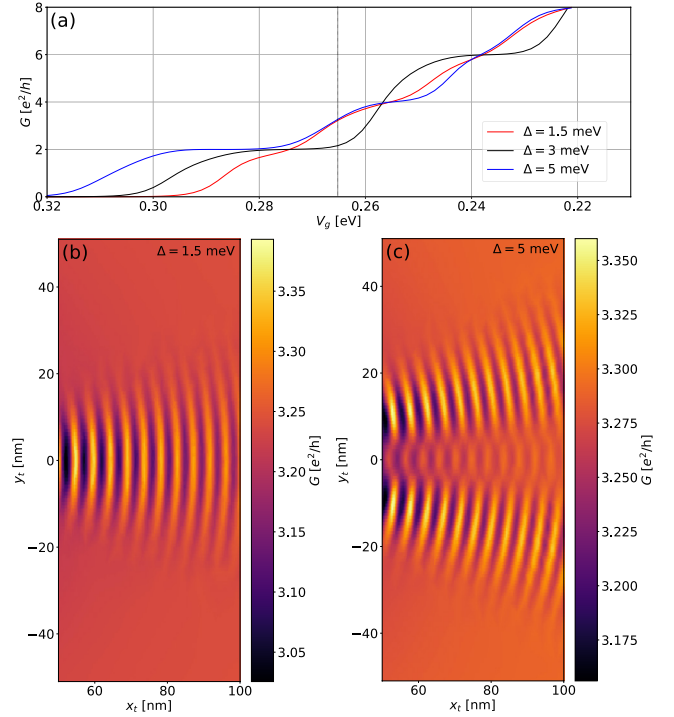 (a)
8
6
4
2
0
G [e²/h]
Δ = 1.5 meV
Δ = 3 meV
Δ = 5 meV
0.32 0.30 0.28 0.26 0.24 0.22
V_g [eV]
(b) Δ = 1.5 meV
40
20
0
−20
−40
y_t [nm]
60 80 100
x_t [nm]
3.35
3.30
3.25
3.20
3.15
3.10
3.05
G [e²/h]
(c) Δ = 5 meV
40
20
0
−20
−40
y_t [nm]
60 80 100
x_t [nm]
3.350
3.325
3.300
3.275
3.250
3.225
3.200
3.175
G [e²/h]